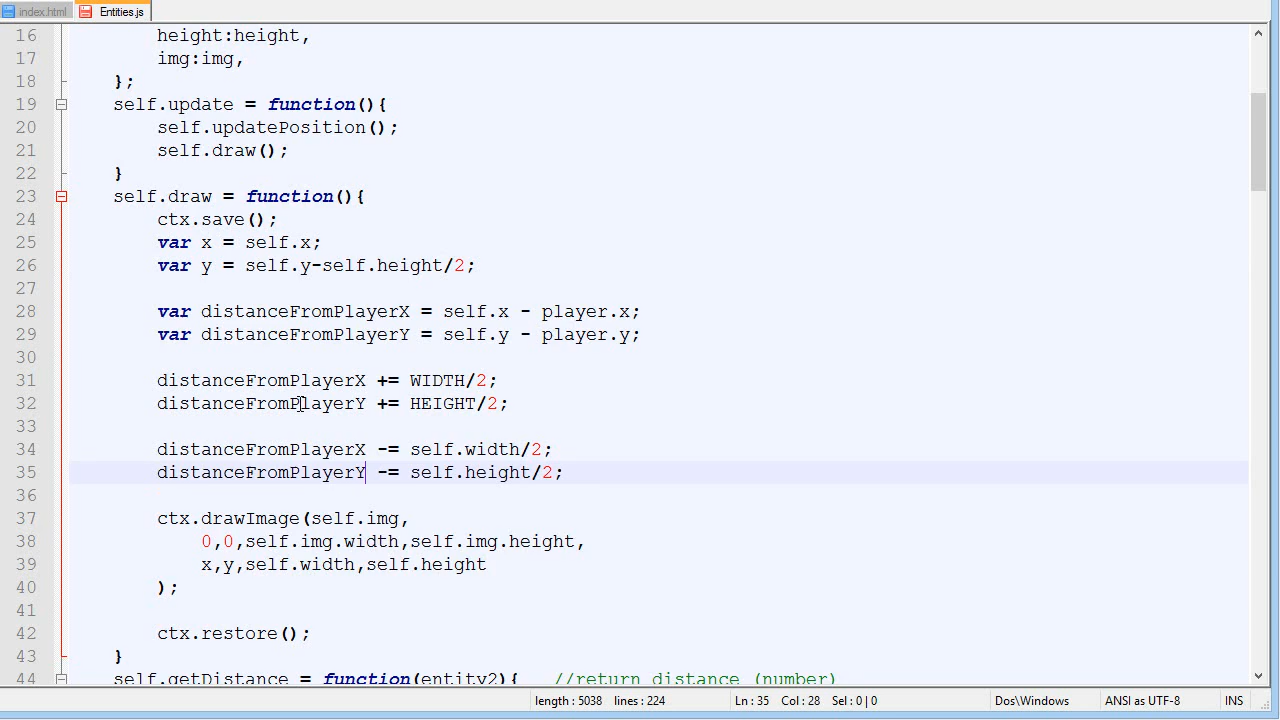 index.html Entities.js
16 height:height,
17 img:img,
18 };
19 self.update = function(){
20 self.updatePosition();
21 self.draw();
22 }
23 self.draw = function(){
24 ctx.save();
25 var x = self.x;
26 var y = self.y-self.height/2;
27
28 var distanceFromPlayerX = self.x - player.x;
29 var distanceFromPlayerY = self.y - player.y;
30
31 distanceFromPlayerX += WIDTH/2;
32 distanceFromPlayerY += HEIGHT/2;
33
34 distanceFromPlayerX -= self.width/2;
35 distanceFromPlayerY -= self.height/2;
36
37 ctx.drawImage(self.img,
38 0,0,self.img.width,self.img.height,
39 x,y,self.width,self.height
40 );
41
42 ctx.restore();
43 }
44 self.getDistance = function(entity2){ //return distance (number)
length : 5038 lines : 224 Ln : 35 Col : 28 Sel : 0 | 0 Dos\Windows ANSI as UTF-8 INS